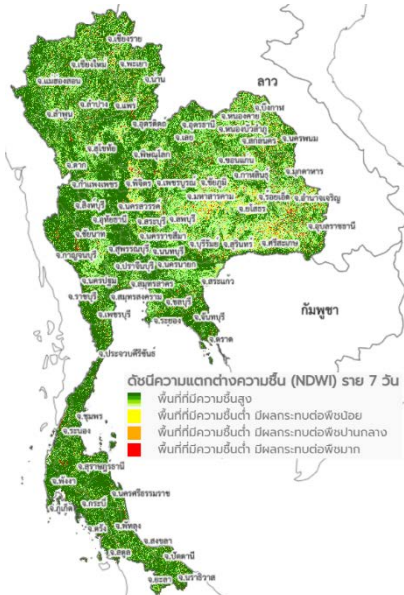 จ.เชียงราย
จ.เชียงใหม่
จ.พะเยา
จ.แม่ฮ่องสอน
จ.น่าน
จ.ลำปาง
จ.แพร่
จ.ลำพูน
จ.อุตรดิตถ์
ลาว
จ.บึงกาฬ
จ.หนองคาย
จ.อุดรธานี
จ.หนองบัวลำภู
จ.เลย
จ.สกลนคร
จ.นครพนม
จ.สุโขทัย
จ.ตาก
จ.พิษณุโลก
จ.ขอนแก่น
จ.กาฬสินธุ์
จ.มุกดาหาร
จ.กำแพงเพชร
จ.พิจิตร
จ.เพชรบูรณ์
จ.ชัยภูมิ
จ.มหาสารคาม
จ.ร้อยเอ็ด
จ.อำนาจเจริญ
จ.ยโสธร
จ.สิงห์บุรี
จ.นครสวรรค์
จ.อุทัยธานี
จ.สระบุรี
จ.ลพบุรี
จ.อุบลราชธานี
จ.ชัยนาท
จ.นครราชสีมา
จ.บุรีรัมย์
จ.สุรินทร์
จ.ศรีสะเกษ
จ.สุพรรณบุรี
จ.นนทบุรี
จ.กาญจนบุรี
จ.ปราจีนบุรี
จ.นครนายก
จ.นครปฐม
จ.สมุทรสาคร
จ.สระแก้ว
จ.ราชบุรี
จ.สมุทรสงคราม
จ.ชลบุรี
จ.เพชรบุรี
จ.ระยอง
จ.จันทบุรี
จ.ตราด
กัมพูชา
จ.ประจวบคีรีขันธ์
ดัชนีความแตกต่างความชื้น (NDWI) ราย 7 วัน
พื้นที่ที่มีความชื้นสูง
พื้นที่ที่มีความชื้นต่ำ มีผลกระทบต่อพืชน้อย
พื้นที่ที่มีความชื้นต่ำ มีผลกระทบต่อพืชปานกลาง
พื้นที่ที่มีความชื้นต่ำ มีผลกระทบต่อพืชมาก
จ.ชุมพร
จ.ระนอง
จ.สุราษฎร์ธานี
จ.พังงา
จ.นครศรีธรรมราช
จ.กระบี่
จ.ภูเก็ต
จ.ตรัง
จ.พัทลุง
จ.สงขลา
จ.สตูล
จ.ปัตตานี
จ.ยะลา
จ.นราธิวาส